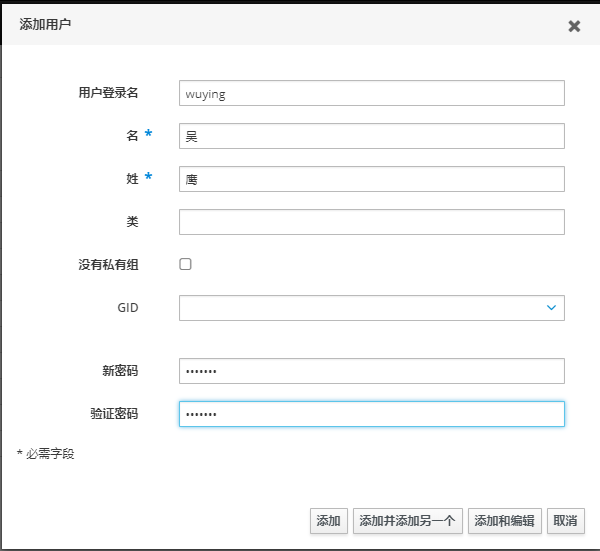 添加用户
用户登录名 wuying
名 * 吴
姓 * 鹰
类
没有私有组
GID
新密码 •••••••
验证密码 •••••••
* 必需字段
添加 添加并添加另一个 添加和编辑 取消